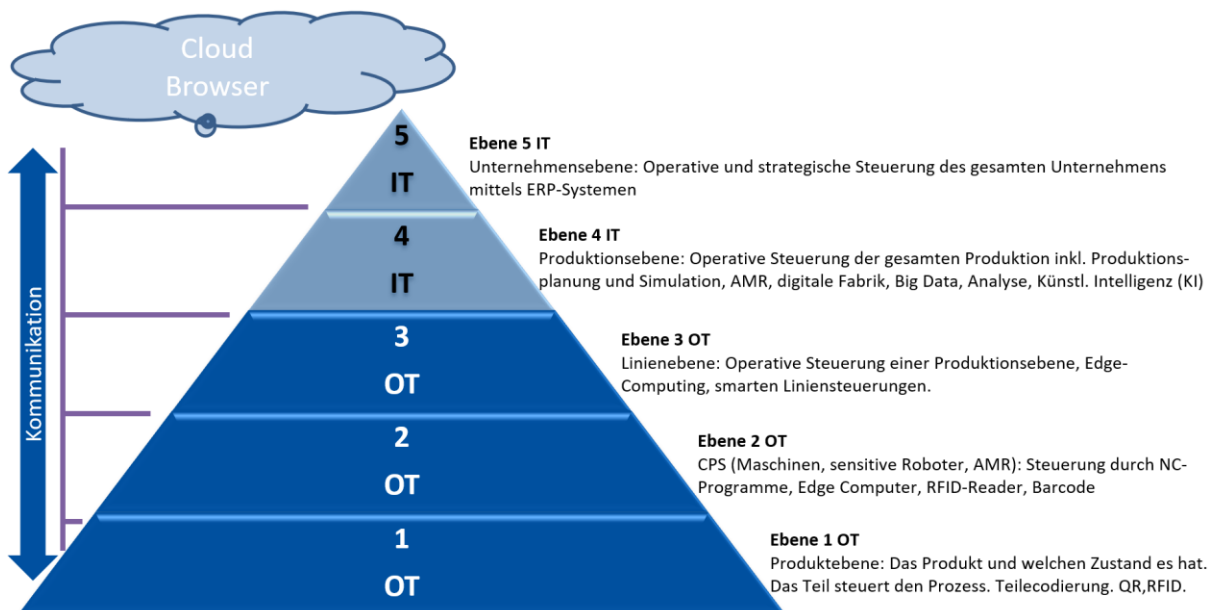 Cloud
Browser
Kommunikation
5
IT
4
IT
3
OT
2
OT
1
OT
Ebene 5 IT
Unternehmensebene: Operative und strategische Steuerung des gesamten Unternehmens
mittels ERP-Systemen
Ebene 4 IT
Produktionsebene: Operative Steuerung der gesamten Produktion inkl. Produktions-
planung und Simulation, AMR, digitale Fabrik, Big Data, Analyse, Künstl. Intelligenz (KI)
Ebene 3 OT
Linienebene: Operative Steuerung einer Produktionsebene, Edge-
Computing, smarten Liniensteuerungen.
Ebene 2 OT
CPS (Maschinen, sensitive Roboter, AMR): Steuerung durch NC-
Programme, Edge Computer, RFID-Reader, Barcode
Ebene 1 OT
Produktebene: Das Produkt und welchen Zustand es hat.
Das Teil steuert den Prozess. Teilecodierung. QR,RFID.